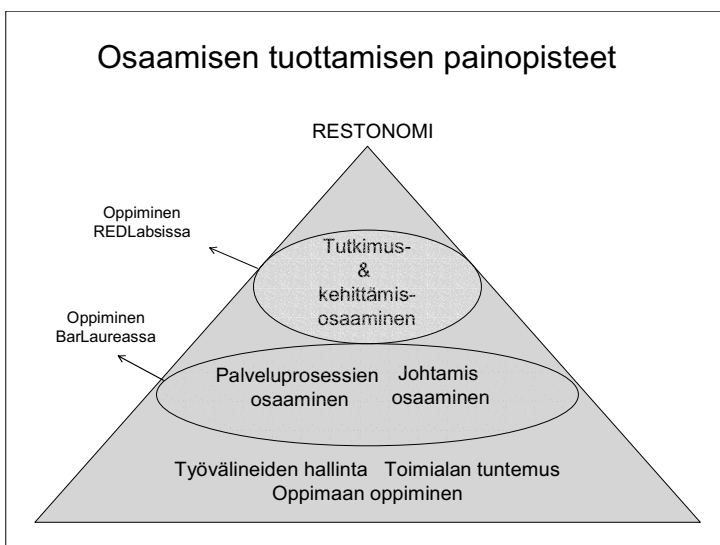 Osaamisen tuottamisen painopisteet
RESTONOMI
Oppiminen
REDLabsissa
Tutkimus-
&
kehittämis-
osaaminen
Oppiminen
BarLaureassa
Palveluprosessien
osaaminen
Johtamis
osaaminen
Työvälineiden hallinta Toimialan tuntemus
Oppimaan oppiminen